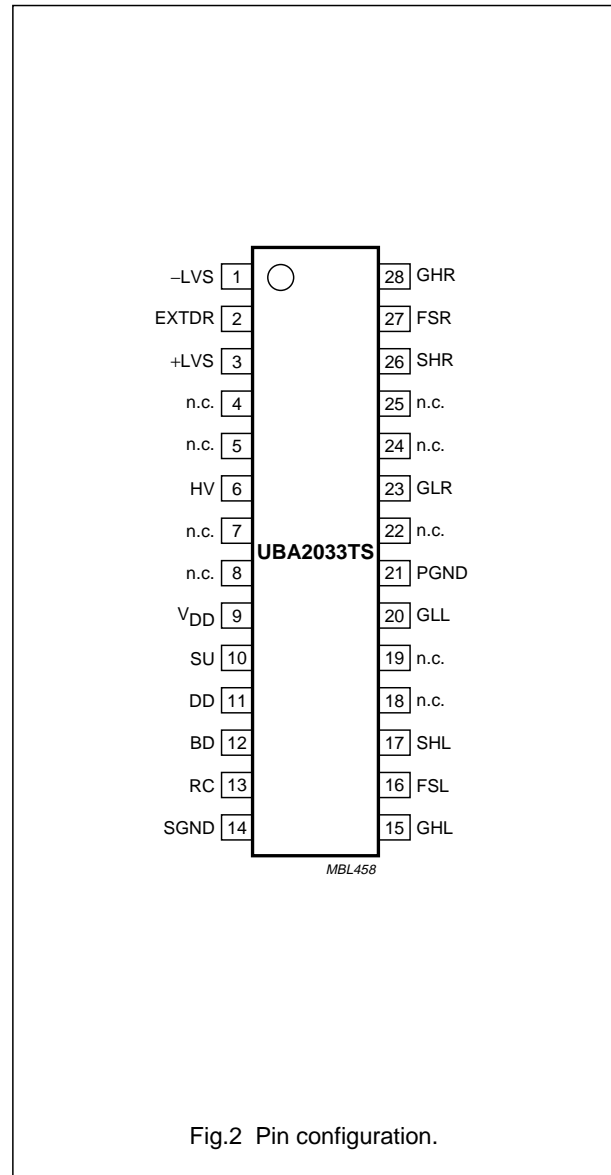 −LVS 1 28 GHR
EXTDR 2 27 FSR
+LVS 3 26 SHR
n.c. 4 25 n.c.
n.c. 5 24 n.c.
HV 6 23 GLR
n.c. 7 22 n.c.
UBA2033TS
n.c. 8 21 PGND
VDD 9 20 GLL
SU 10 19 n.c.
DD 11 18 n.c.
BD 12 17 SHL
RC 13 16 FSL
SGND 14 15 GHL
MBL458
Fig.2 Pin configuration.